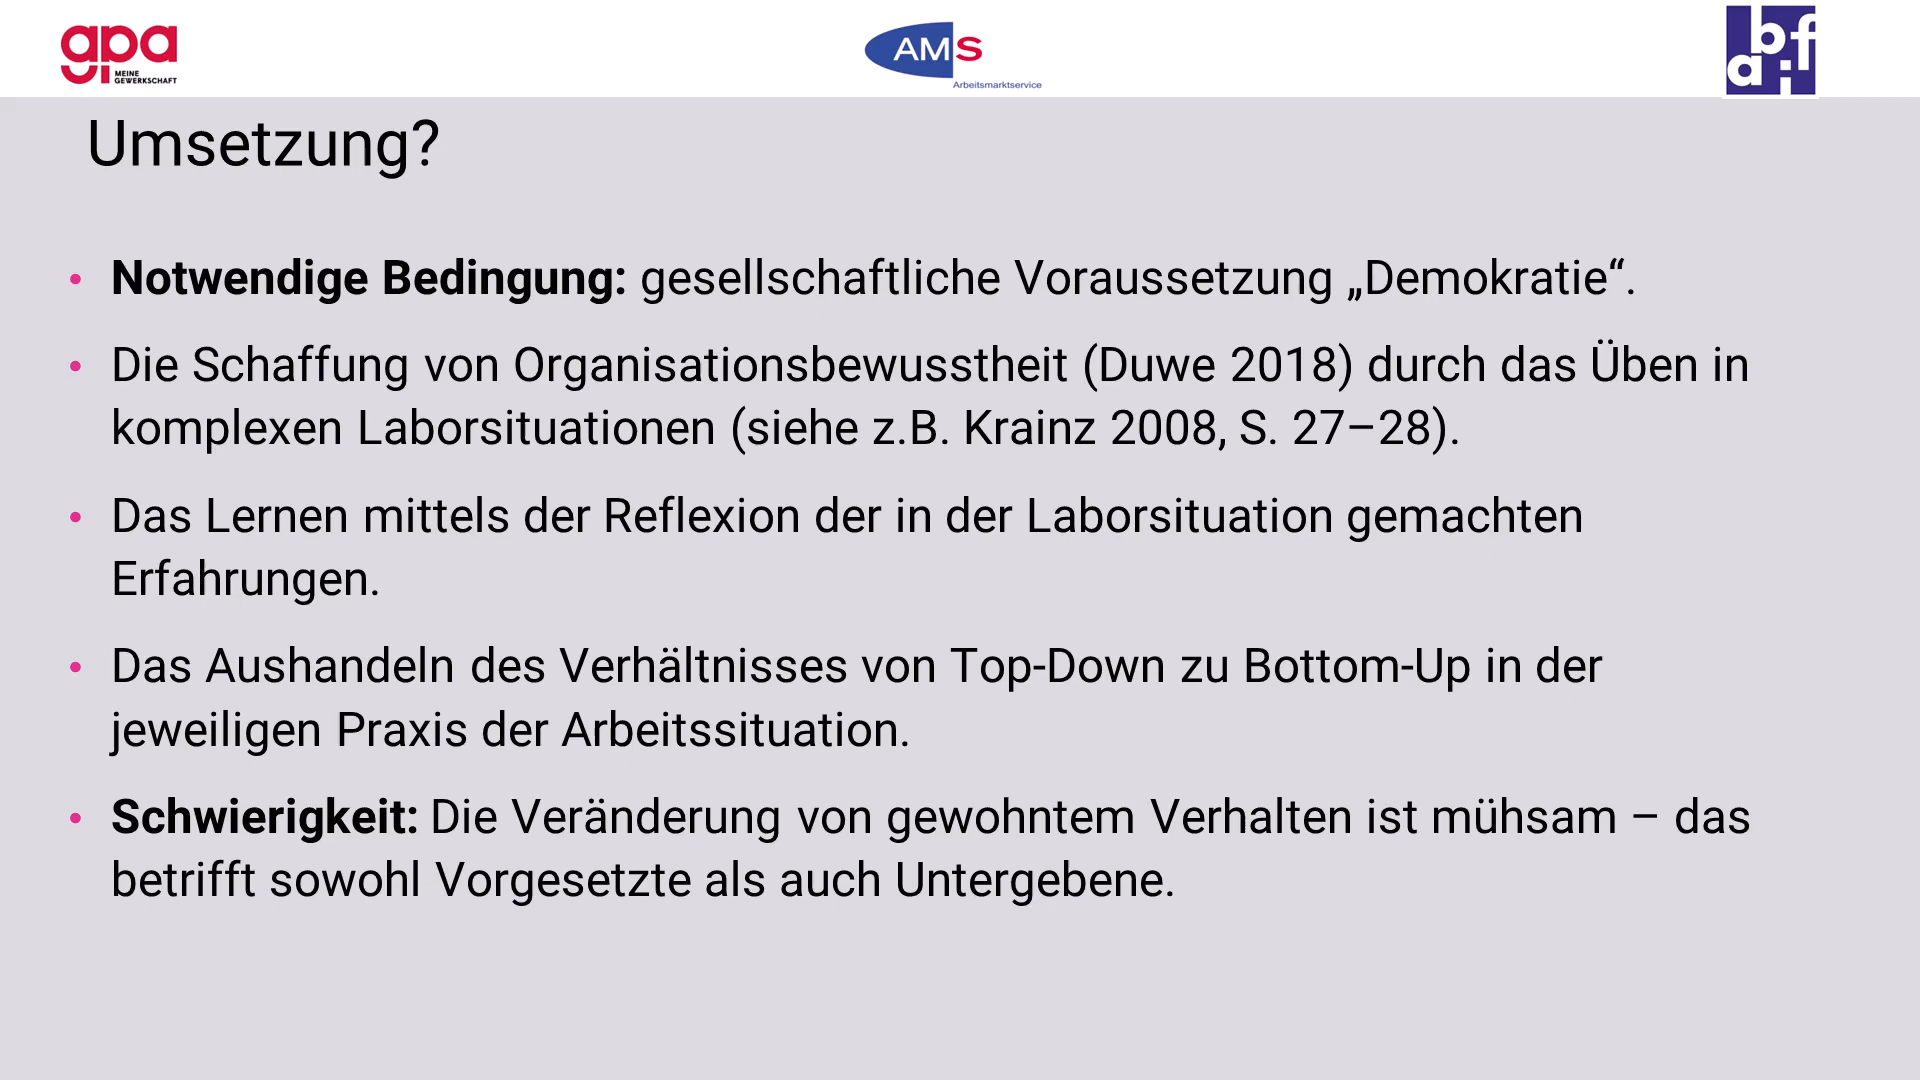 gpa
MEINE
GEWERKSCHAFT
AMS
Arbeitsmarktservice
abif
Umsetzung?
• Notwendige Bedingung: gesellschaftliche Voraussetzung „Demokratie“.
• Die Schaffung von Organisationsbewusstheit (Duwe 2018) durch das Üben in
komplexen Laborsituationen (siehe z.B. Krainz 2008, S. 27–28).
• Das Lernen mittels der Reflexion der in der Laborsituation gemachten
Erfahrungen.
• Das Aushandeln des Verhältnisses von Top-Down zu Bottom-Up in der
jeweiligen Praxis der Arbeitssituation.
• Schwierigkeit: Die Veränderung von gewohntem Verhalten ist mühsam – das
betrifft sowohl Vorgesetzte als auch Untergebene.